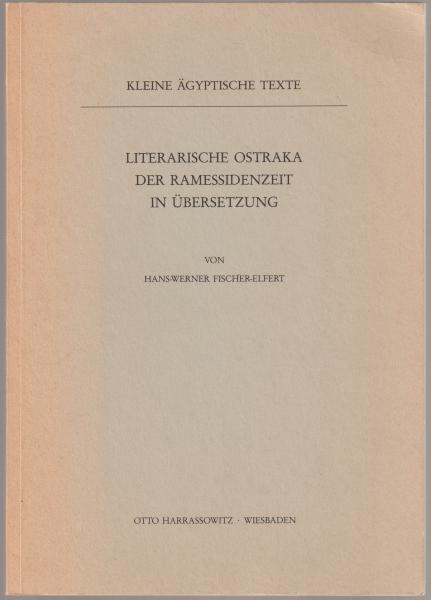 KLEINE ÄGYPTISCHE TEXTE
LITERARISCHE OSTRAKA
DER RAMESSIDENZEIT
IN ÜBERSETZUNG
VON
HANS-WERNER FISCHER-ELFERT
OTTO HARRASSOWITZ · WIESBADEN